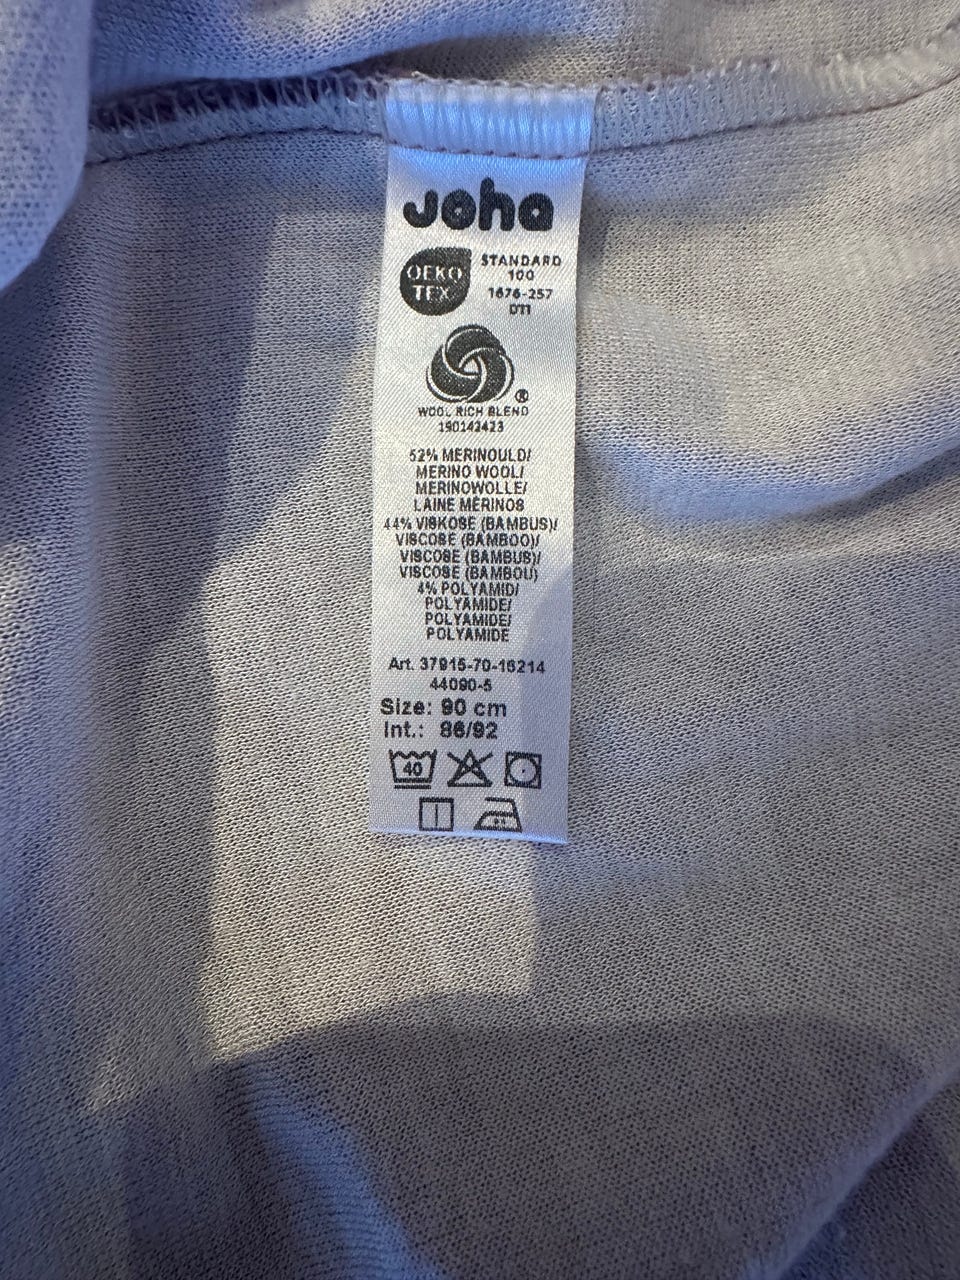 Joha
OEKO
TEX
STANDARD
100
1676-257
DTI
®
WOOL RICH BLEND
190142423
52% MERINOULD/
MERINO WOOL/
MERINOWOLLE/
LAINE MERINOS
44% VISKOSE (BAMBUS)/
VISCOSE (BAMBOO)/
VISCOSE (BAMBUS)/
VISCOSE (BAMBOU)
4% POLYAMID/
POLYAMIDE/
POLYAMIDE/
POLYAMIDE
Art. 37915-70-15214
44090-5
Size: 90 cm
Int.: 86/92
40